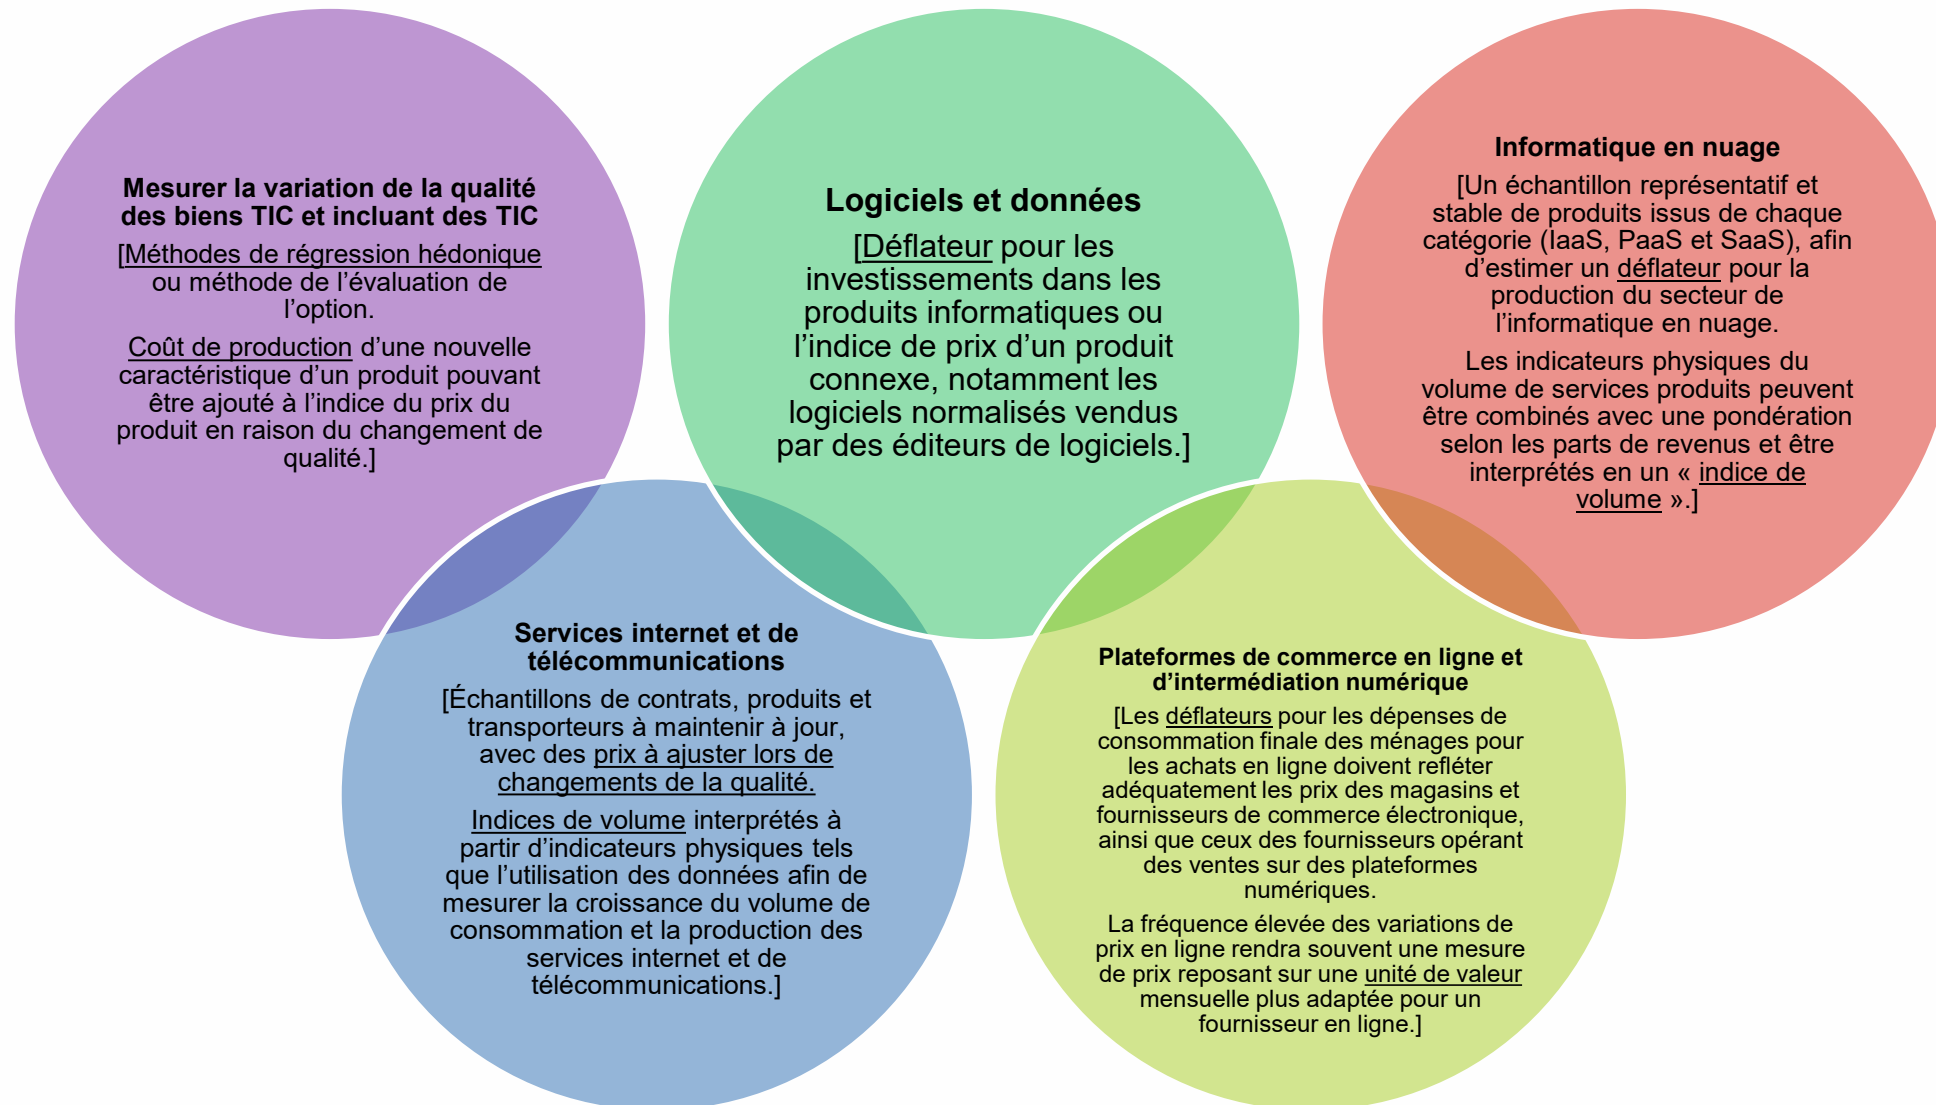 Mesurer la variation de la qualité
des biens TIC et incluant des TIC
[Méthodes de régression hédonique
ou méthode de l’évaluation de
l’option.
Coût de production d’une nouvelle
caractéristique d’un produit pouvant
être ajouté à l’indice du prix du
produit en raison du changement de
qualité.]
Logiciels et données
[Déflateur pour les
investissements dans les
produits informatiques ou
l’indice de prix d’un produit
connexe, notamment les
logiciels normalisés vendus
par des éditeurs de logiciels.]
Informatique en nuage
[Un échantillon représentatif et
stable de produits issus de chaque
catégorie (IaaS, PaaS et SaaS), afin
d’estimer un déflateur pour la
production du secteur de
l’informatique en nuage.
Les indicateurs physiques du
volume de services produits peuvent
être combinés avec une pondération
selon les parts de revenus et être
interprétés en un « indice de
volume ».]
Services internet et de
télécommunications
[Échantillons de contrats, produits et
transporteurs à maintenir à jour,
avec des prix à ajuster lors de
changements de la qualité.
Indices de volume interprétés à
partir d’indicateurs physiques tels
que l’utilisation des données afin de
mesurer la croissance du volume de
consommation et la production des
services internet et de
télécommunications.]
Plateformes de commerce en ligne et
d’intermédiation numérique
[Les déflateurs pour les dépenses de
consommation finale des ménages pour
les achats en ligne doivent refléter
adéquatement les prix des magasins et
fournisseurs de commerce électronique,
ainsi que ceux des fournisseurs opérant
des ventes sur des plateformes
numériques.
La fréquence élevée des variations de
prix en ligne rendra souvent une mesure
de prix reposant sur une unité de valeur
mensuelle plus adaptée pour un
fournisseur en ligne.]